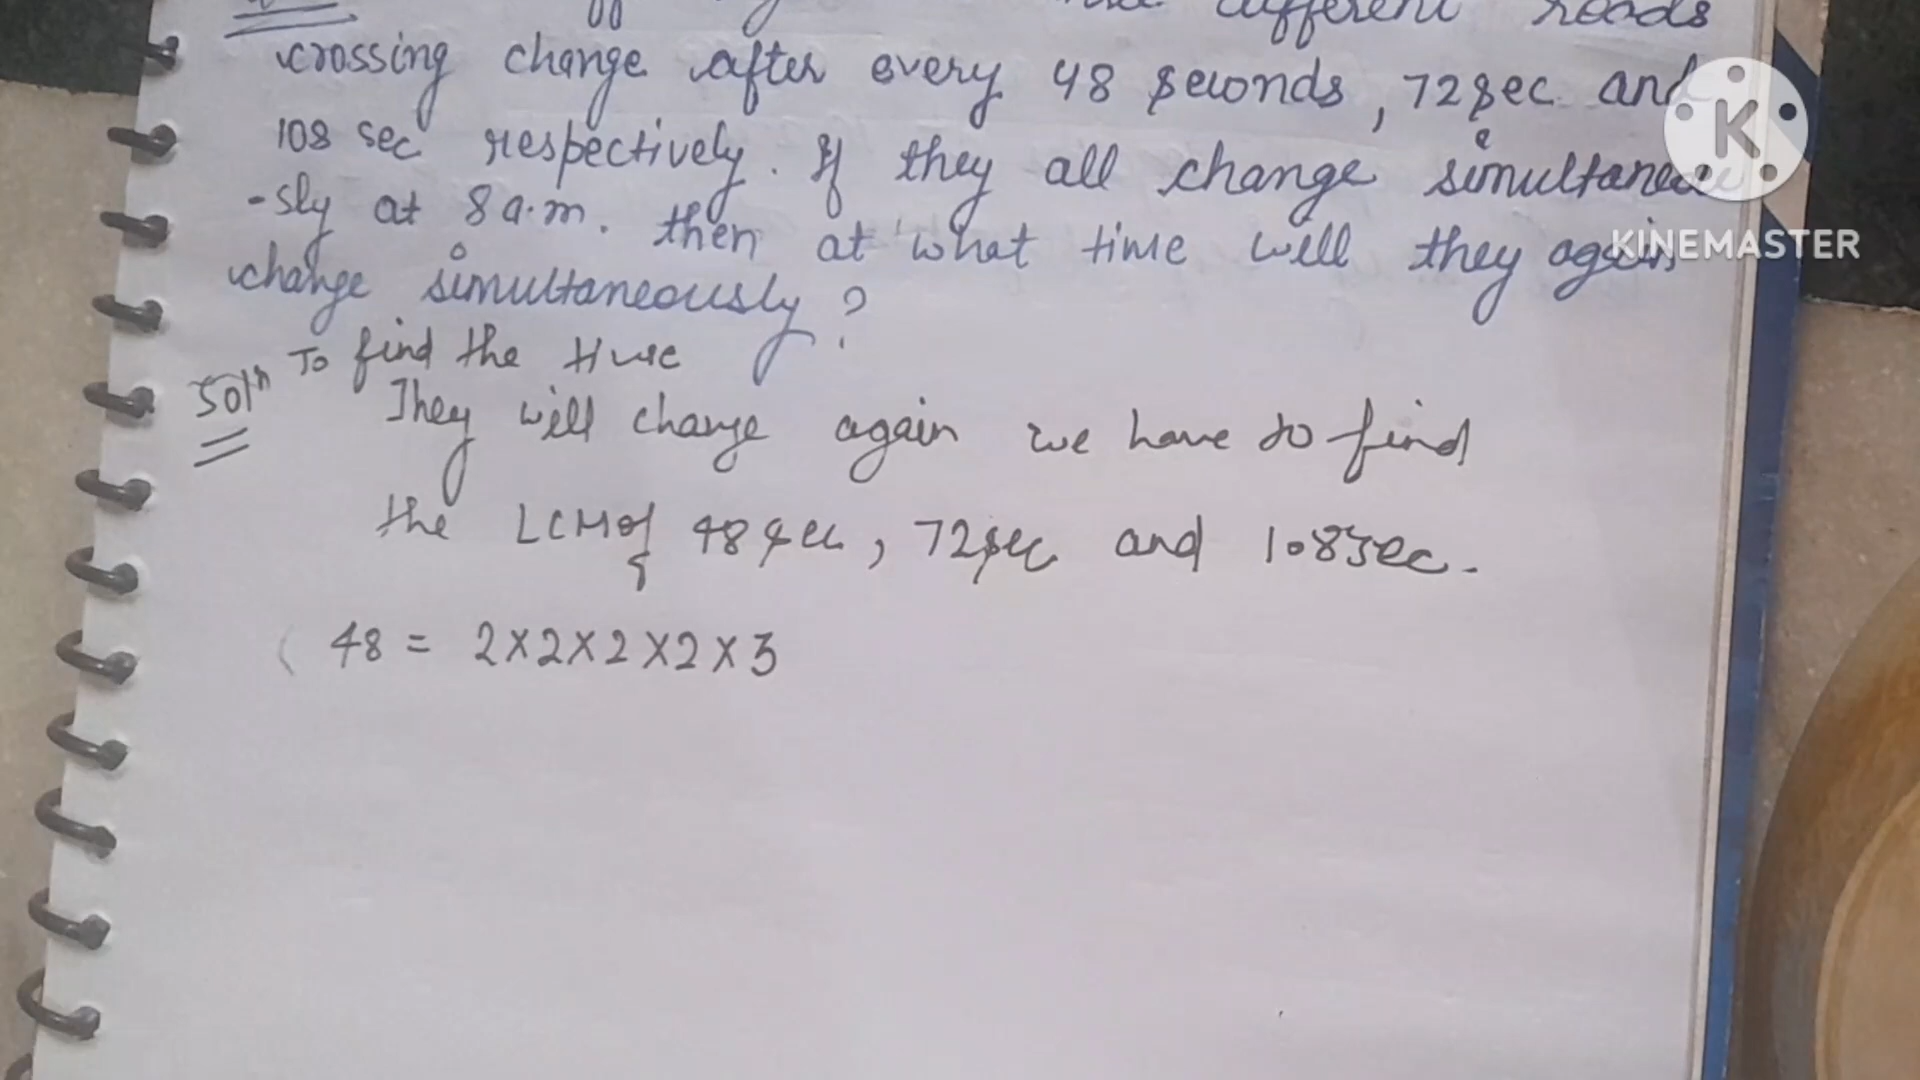 different roads
crossing change after every 48 seconds, 72 sec and
108 sec respectively. If they all change simultaneou
-sly at 8 a.m. then at what time will they again
change simultaneously?
Soln To find the time
They will change again we have to find
the LCM of 48 sec, 72 sec and 108 sec.
48 = 2×2×2×2×3
K
KINEMASTER